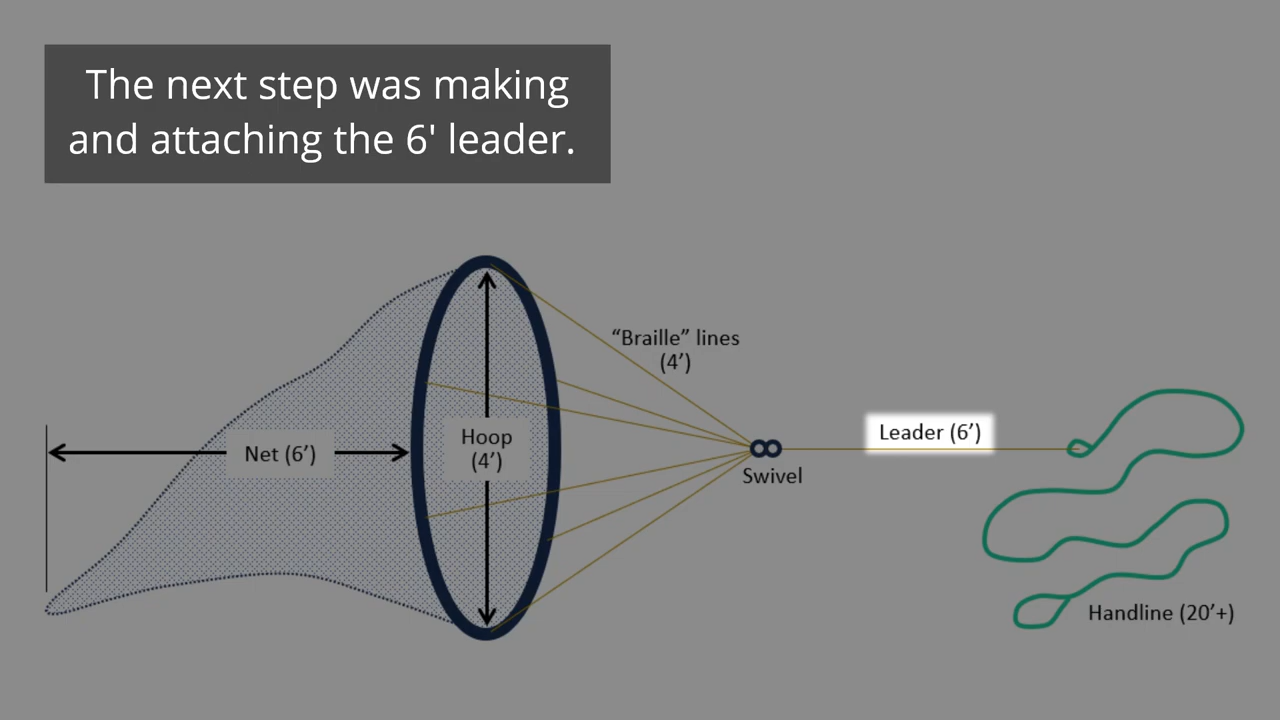 The next step was making
and attaching the 6' leader.
“Braille” lines
(4’)
Leader (6’)
Hoop
(4’)
Net (6’)
Swivel
Handline (20’+)